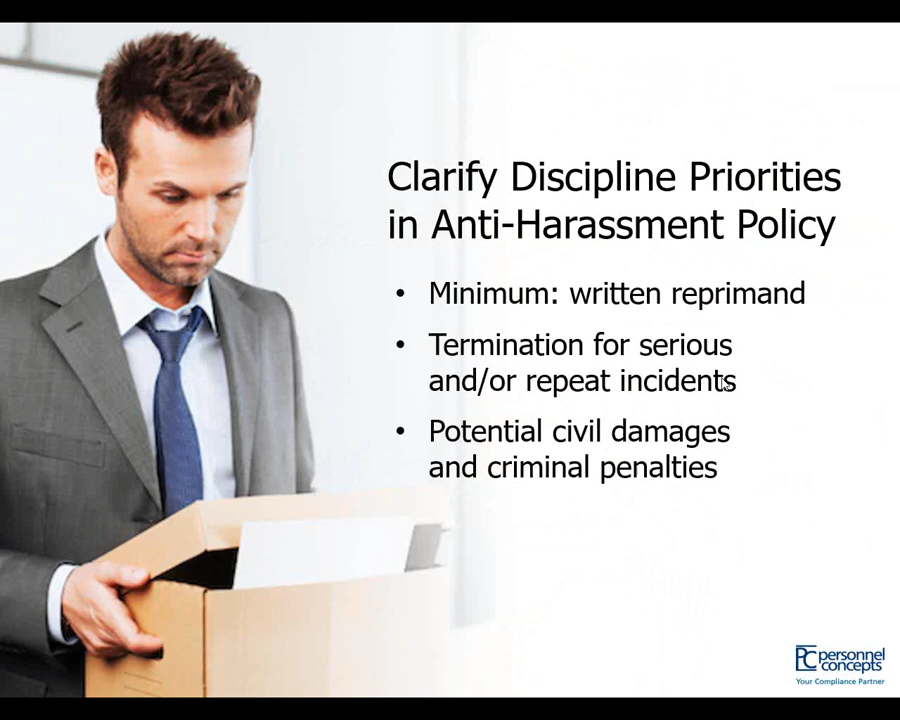 Clarify Discipline Priorities
in Anti-Harassment Policy
• Minimum: written reprimand
• Termination for serious
and/or repeat incidents
• Potential civil damages
and criminal penalties
PC personnel
concepts
Your Compliance Partner